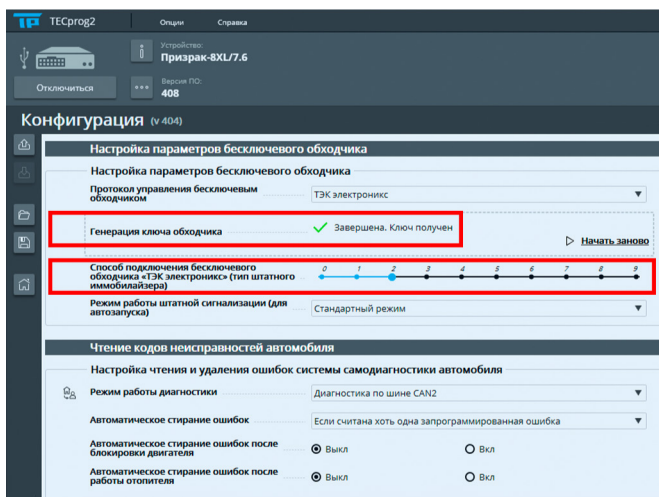 TECprog2 Опции Справка
Устройство:
Призрак-8XL/7.6
Отключиться
Версия ПО:
408
Конфигурация (v 404)
Настройка параметров бесключевого обходчика
Настройка параметров бесключевого обходчика
Протокол управления бесключевым
обходчиком
ТЭК электроникс
Генерация ключа обходчика
Завершена. Ключ получен
Начать заново
Способ подключения бесключевого
обходчика «ТЭК электроникс» (тип штатного
иммобилайзера)
0 1 2 3 4 5 6 7 8 9
Режим работы штатной сигнализации (для
автозапуска)
Стандартный режим
Чтение кодов неисправностей автомобиля
Настройка чтения и удаления ошибок системы самодиагностики автомобиля
Режим работы диагностики
Диагностика по шине CAN2
Автоматическое стирание ошибок
Если считана хоть одна запрограммированная ошибка
Автоматическое стирание ошибок после
блокировки двигателя
Выкл Вкл
Автоматическое стирание ошибок после
работы отопителя
Выкл Вкл